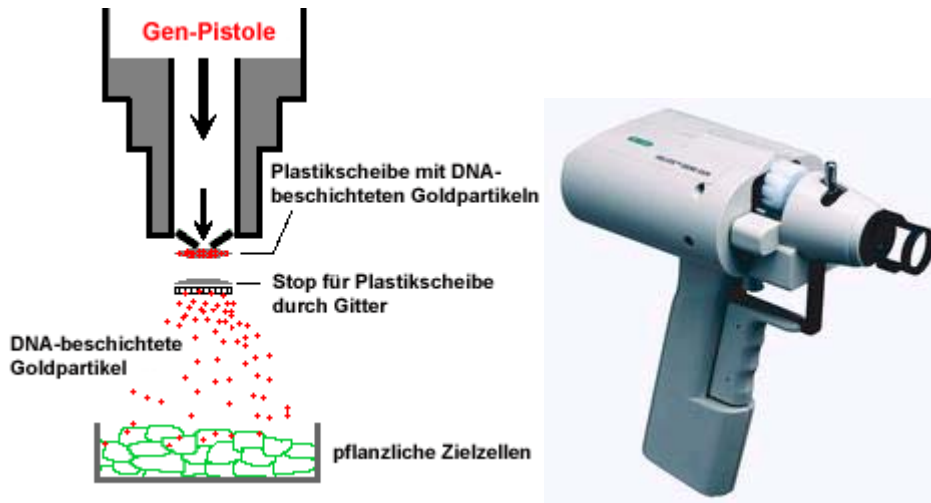 Gen-Pistole
Plastikscheibe mit DNA-
beschichteten Goldpartikeln
Stop für Plastikscheibe
durch Gitter
DNA-beschichtete
Goldpartikel
pflanzliche Zielzellen